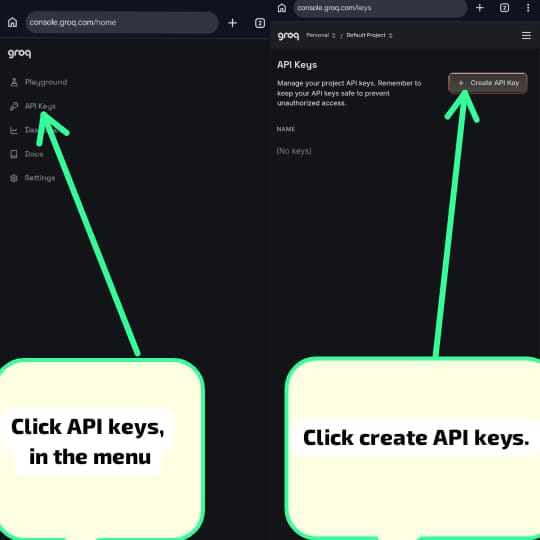 console.groq.com/home
2
groq
Playground
API Keys
Docs
Settings
Click API keys,
in the menu
console.groq.com/keys
2
groq
Personal / Default Project
API Keys
Manage your project API keys. Remember to
keep your API keys safe to prevent
unauthorized access.
+ Create API Key
NAME
(No keys)
Click create API keys.